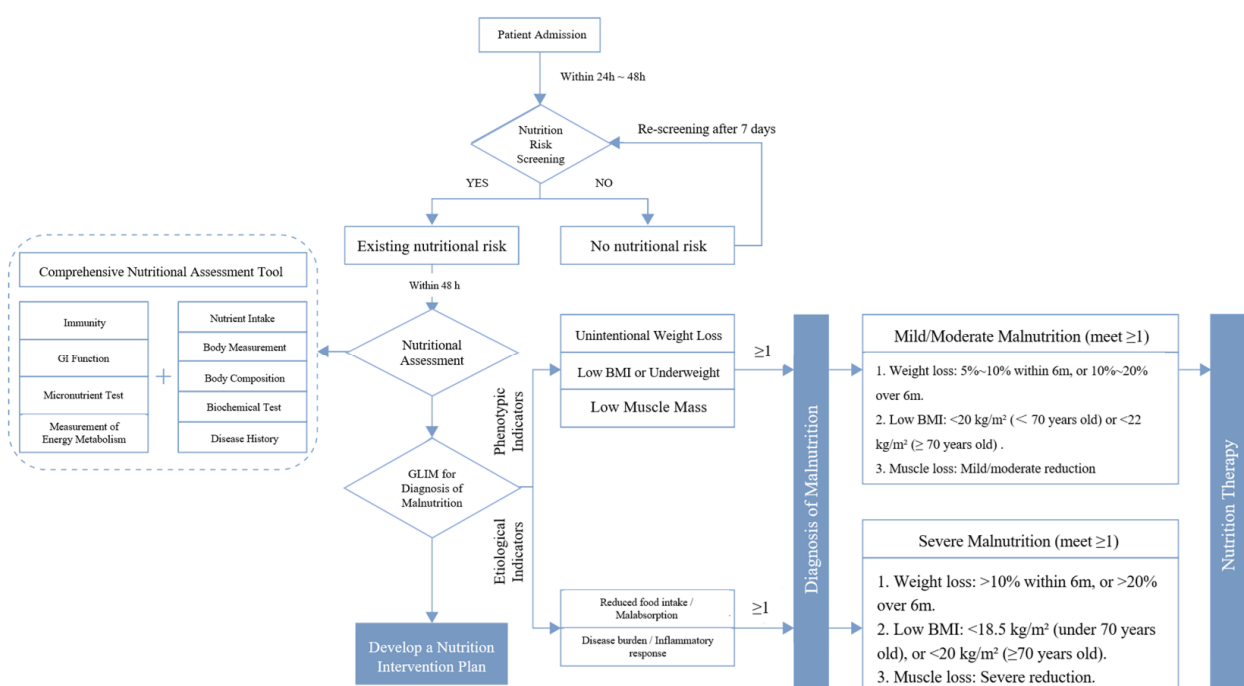 Patient Admission
Within 24h ~ 48h
Nutrition
Risk
Screening
Re-screening after 7 days
YES
NO
Existing nutritional risk
No nutritional risk
Within 48 h
Comprehensive Nutritional Assessment Tool
Immunity
GI Function
Micronutrient Test
Measurement of
Energy Metabolism
+
Nutrient Intake
Body Measurement
Body Composition
Biochemical Test
Disease History
Nutritional
Assessment
GLIM for
Diagnosis of
Malnutrition
Develop a Nutrition
Intervention Plan
Phenotypic
Indicators
Etiological
Indicators
Unintentional Weight Loss
Low BMI or Underweight
Low Muscle Mass
≥1
Reduced food intake /
Malabsorption
Disease burden / Inflammatory
response
≥1
Diagnosis of Malnutrition
Mild/Moderate Malnutrition (meet ≥1)
1. Weight loss: 5%~10% within 6m, or 10%~20%
over 6m.
2. Low BMI: <20 kg/m² (< 70 years old) or <22
kg/m² (≥ 70 years old) .
3. Muscle loss: Mild/moderate reduction
Severe Malnutrition (meet ≥1)
1. Weight loss: >10% within 6m, or >20%
over 6m.
2. Low BMI: <18.5 kg/m² (under 70 years
old), or <20 kg/m² (≥70 years old).
3. Muscle loss: Severe reduction.
Nutrition Therapy